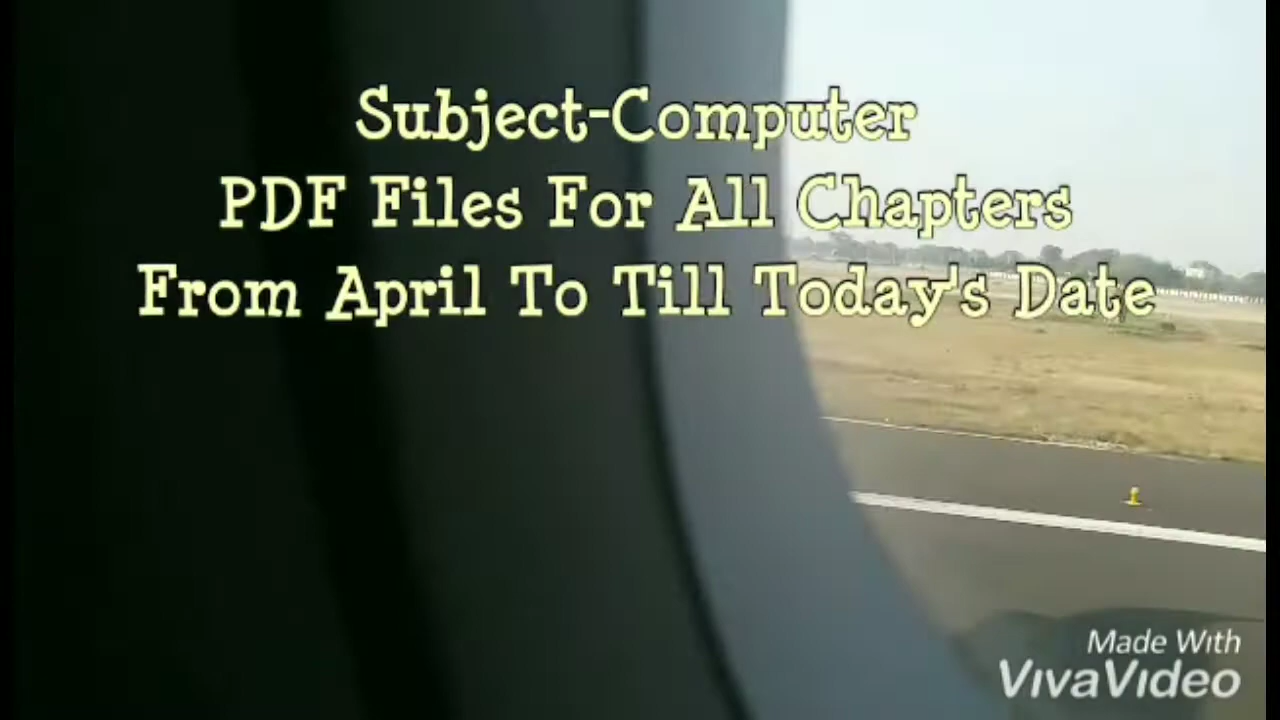 Subject-Computer
PDF Files For All Chapters
From April To Till Today's Date
Made With
VivaVideo